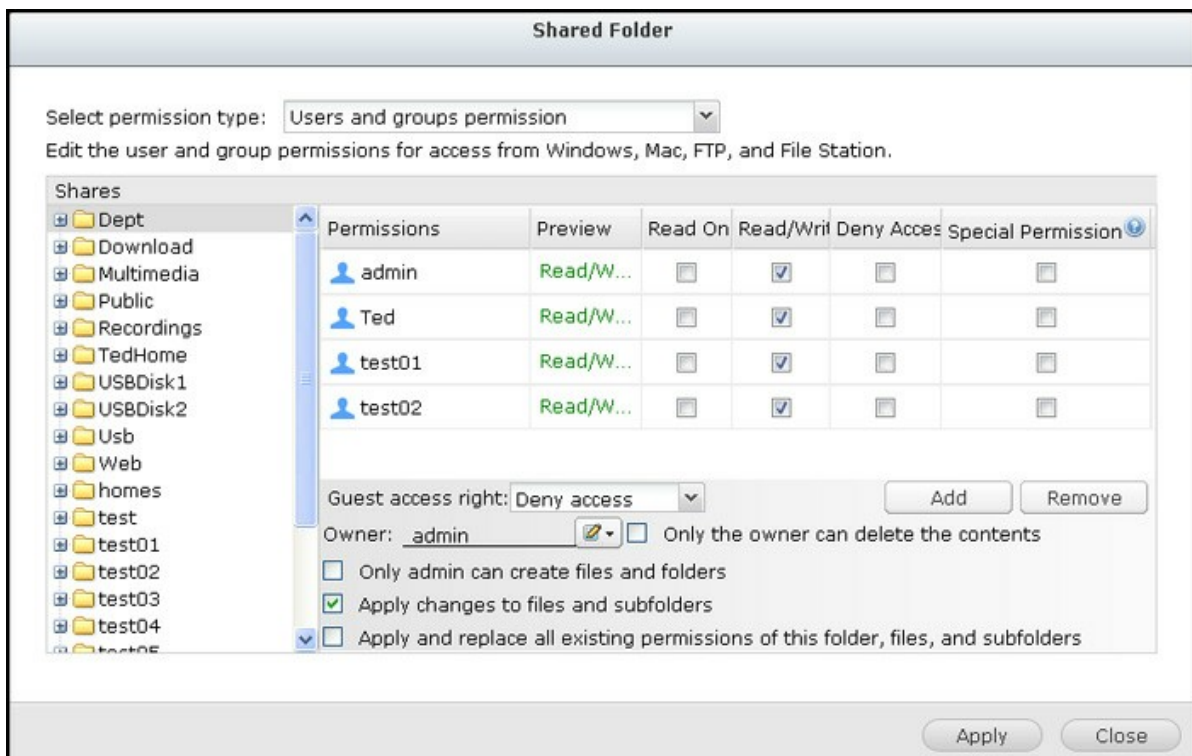 Shared Folder
Select permission type: Users and groups permission
Edit the user and group permissions for access from Windows, Mac, FTP, and File Station.
Shares
Dept
Download
Multimedia
Public
Recordings
TedHome
USBDisk1
USBDisk2
Usb
Web
homes
test
test01
test02
test03
test04
Permissions Preview Read On Read/Writ Deny Acces Special Permission
admin Read/W...
Ted Read/W...
test01 Read/W...
test02 Read/W...
Guest access right: Deny access Add Remove
Owner: admin Only the owner can delete the contents
Only admin can create files and folders
Apply changes to files and subfolders
Apply and replace all existing permissions of this folder, files, and subfolders
Apply Close